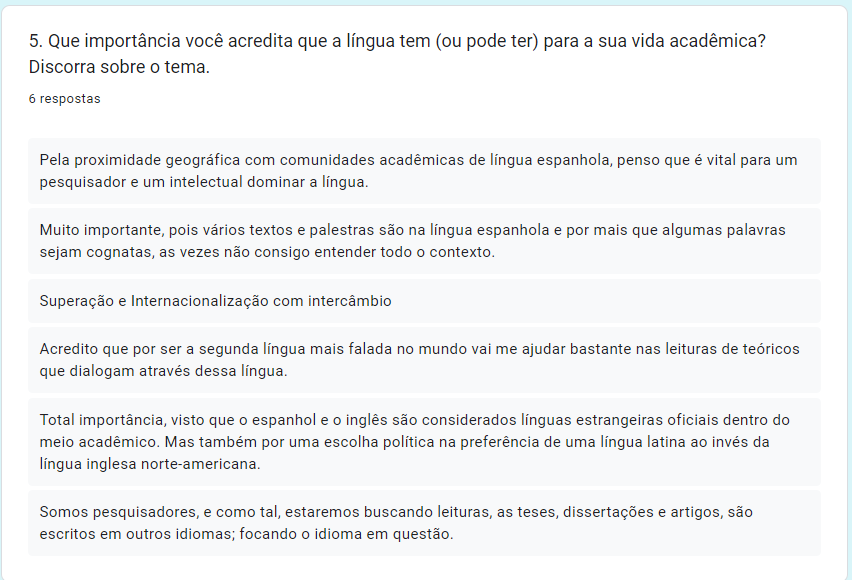 5. Que importância você acredita que a língua tem (ou pode ter) para a sua vida acadêmica?
Discorra sobre o tema.
6 respostas
Pela proximidade geográfica com comunidades acadêmicas de língua espanhola, penso que é vital para um
pesquisador e um intelectual dominar a língua.
Muito importante, pois vários textos e palestras são na língua espanhola e por mais que algumas palavras
sejam cognatas, as vezes não consigo entender todo o contexto.
Superação e Internacionalização com intercâmbio
Acredito que por ser a segunda língua mais falada no mundo vai me ajudar bastante nas leituras de teóricos
que dialogam através dessa língua.
Total importância, visto que o espanhol e o inglês são considerados línguas estrangeiras oficiais dentro do
meio acadêmico. Mas também por uma escolha política na preferência de uma língua latina ao invés da
língua inglesa norte-americana.
Somos pesquisadores, e como tal, estaremos buscando leituras, as teses, dissertações e artigos, são
escritos em outros idiomas; focando o idioma em questão.